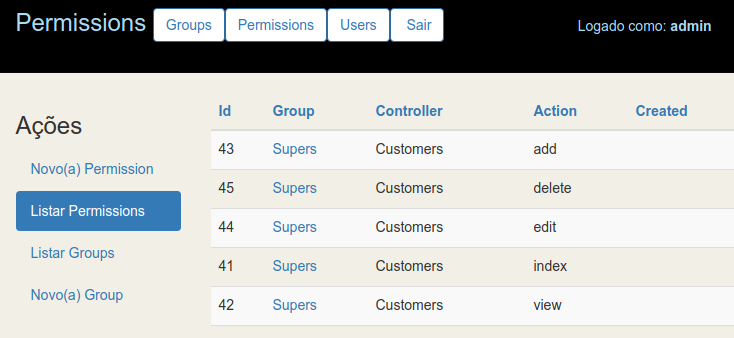 Permissions Groups Permissions Users Sair Logado como: admin
Ações
Novo(a) Permission
Listar Permissions
Listar Groups
Novo(a) Group
Id Group Controller Action Created
43 Supers Customers add
45 Supers Customers delete
44 Supers Customers edit
41 Supers Customers index
42 Supers Customers view